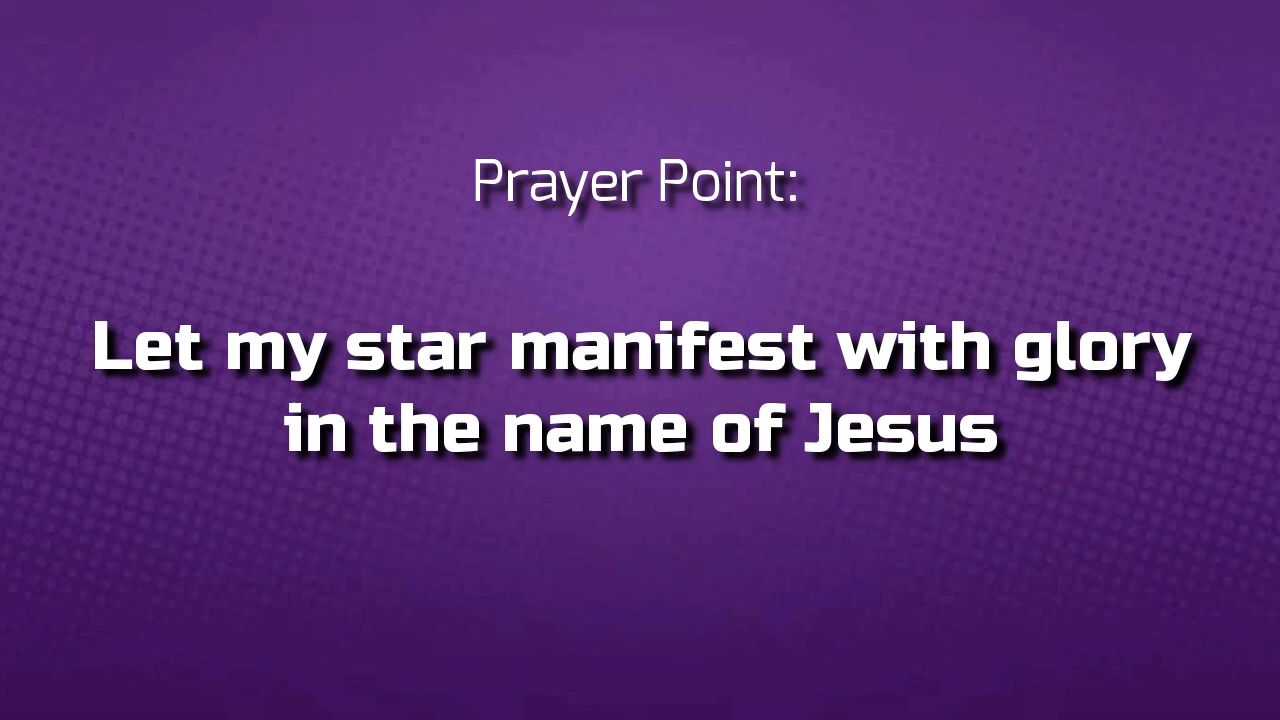 Prayer Point:
Let my star manifest with glory
in the name of Jesus